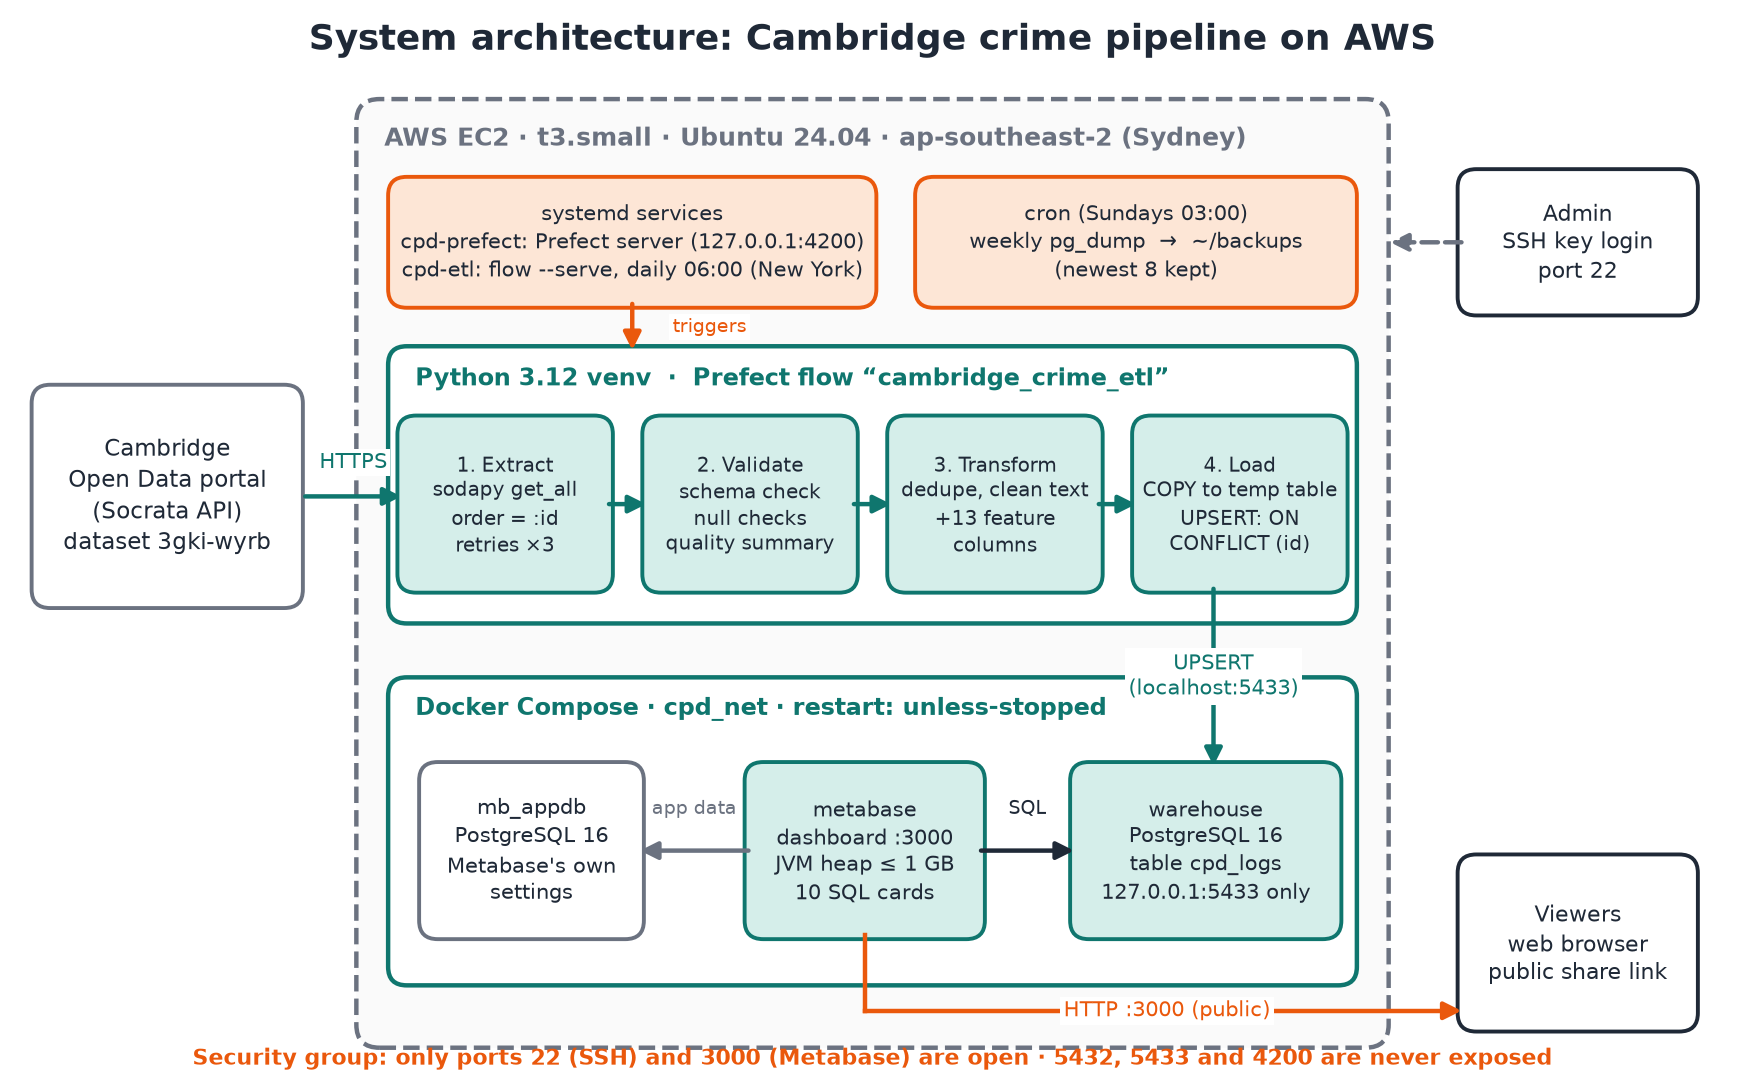 System architecture: Cambridge crime pipeline on AWS
AWS EC2 · t3.small · Ubuntu 24.04 · ap-southeast-2 (Sydney)
systemd services
cpd-prefect: Prefect server (127.0.0.1:4200)
cpd-etl: flow --serve, daily 06:00 (New York)
cron (Sundays 03:00)
weekly pg_dump → ~/backups
(newest 8 kept)
Admin
SSH key login
port 22
triggers
Python 3.12 venv · Prefect flow “cambridge_crime_etl”
Cambridge
Open Data portal
(Socrata API)
dataset 3gki-wyrb
HTTPS
1. Extract
sodapy get_all
order = :id
retries ×3
2. Validate
schema check
null checks
quality summary
3. Transform
dedupe, clean text
+13 feature
columns
4. Load
COPY to temp table
UPSERT: ON
CONFLICT (id)
UPSERT
(localhost:5433)
Docker Compose · cpd_net · restart: unless-stopped
mb_appdb
PostgreSQL 16
Metabase's own
settings
app data
metabase
dashboard :3000
JVM heap ≤ 1 GB
10 SQL cards
SQL
warehouse
PostgreSQL 16
table cpd_logs
127.0.0.1:5433 only
Viewers
web browser
public share link
HTTP :3000 (public)
Security group: only ports 22 (SSH) and 3000 (Metabase) are open · 5432, 5433 and 4200 are never exposed